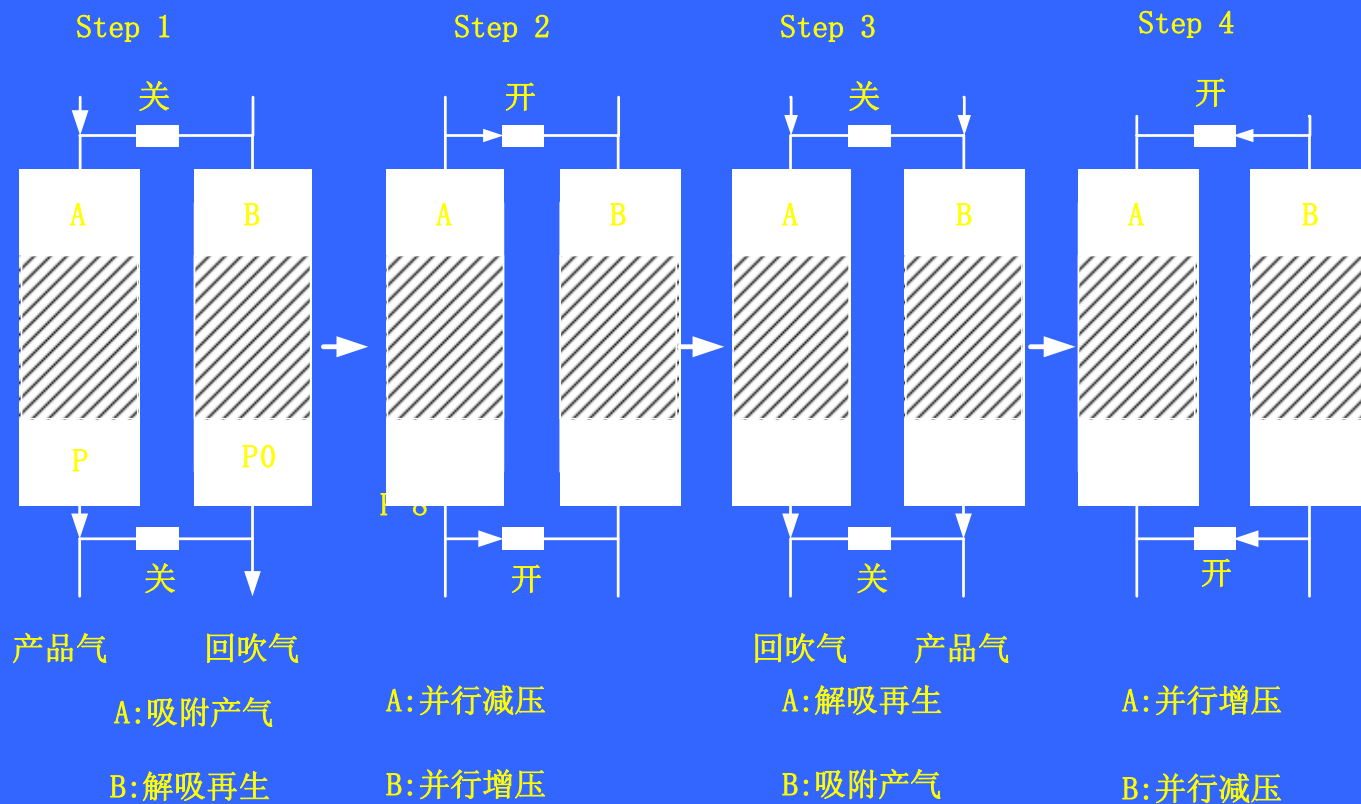 Step 1
Step 2
Step 3
Step 4
关
开
关
开
A
B
A
B
A
B
A
B
P
P0
关
开
关
开
产品气
回吹气
回吹气
产品气
A:吸附产气
A:并行减压
A:解吸再生
A:并行增压
B:解吸再生
B:并行增压
B:吸附产气
B:并行减压